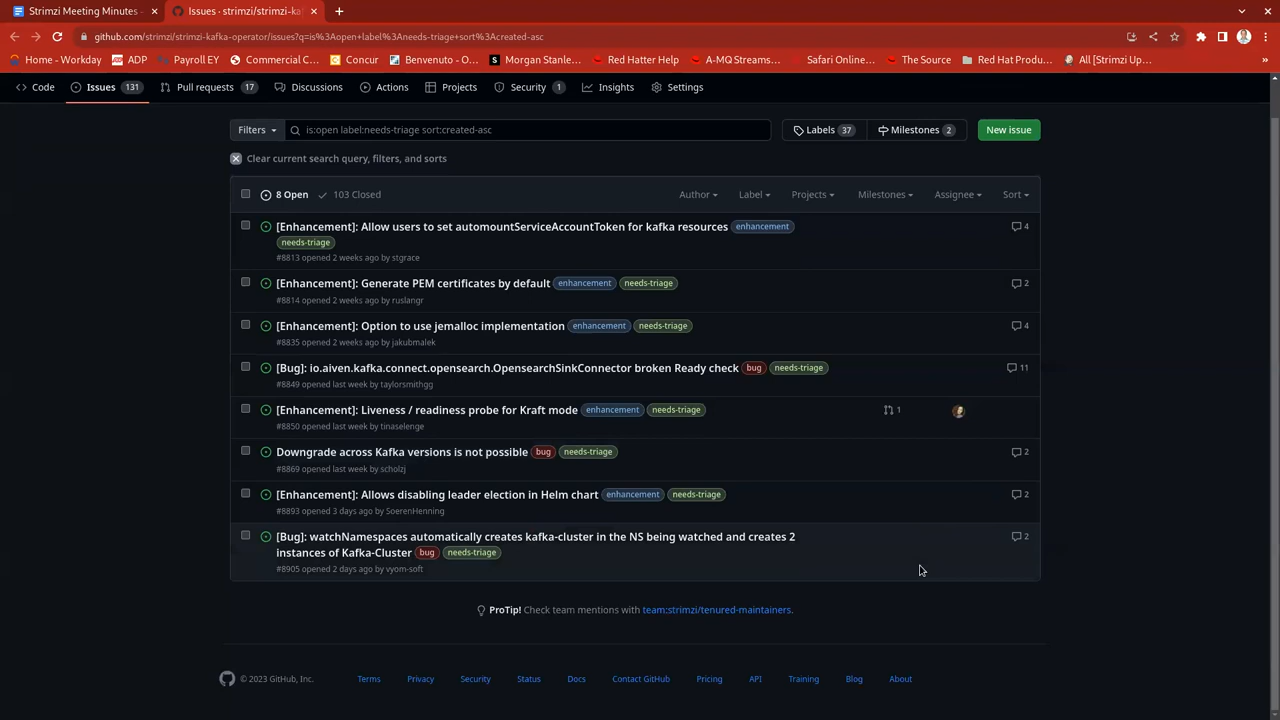 Strimzi Meeting Minutes -
Issues · strimzi/strimzi-ka
github.com/strimzi/strimzi-kafka-operator/issues?q=is%3Aopen+label%3Aneeds-triage+sort%3Acreated-asc
Home - Workday ADP Payroll EY Commercial C... Concur Benvenuto - O... Morgan Stanle... Red Hatter Help A-MQ Streams... Safari Online... The Source Red Hat Produ... All [Strimzi Up... »
Code Issues 131 Pull requests 17 Discussions Actions Projects Security 1 Insights Settings
Filters is:open label:needs-triage sort:created-asc Labels 37 Milestones 2 New issue
Clear current search query, filters, and sorts
8 Open 103 Closed Author Label Projects Milestones Assignee Sort
[Enhancement]: Allow users to set automountServiceAccountToken for kafka resources enhancement 4
needs-triage
#8813 opened 2 weeks ago by stgrace
[Enhancement]: Generate PEM certificates by default enhancement needs-triage 2
#8814 opened 2 weeks ago by ruslangr
[Enhancement]: Option to use jemalloc implementation enhancement needs-triage 4
#8835 opened 2 weeks ago by jakubmalek
[Bug]: io.aiven.kafka.connect.opensearch.OpensearchSinkConnector broken Ready check bug needs-triage 11
#8849 opened last week by taylorsmithgg
[Enhancement]: Liveness / readiness probe for Kraft mode enhancement needs-triage 1
#8850 opened last week by tinaselenge
Downgrade across Kafka versions is not possible bug needs-triage 2
#8869 opened last week by scholzj
[Enhancement]: Allows disabling leader election in Helm chart enhancement needs-triage 2
#8893 opened 3 days ago by SoerenHenning
[Bug]: watchNamespaces automatically creates kafka-cluster in the NS being watched and creates 2 2
instances of Kafka-Cluster bug needs-triage
#8905 opened 2 days ago by vyom-soft
ProTip! Check team mentions with team:strimzi/tenured-maintainers.
© 2023 GitHub, Inc. Terms Privacy Security Status Docs Contact GitHub Pricing API Training Blog About